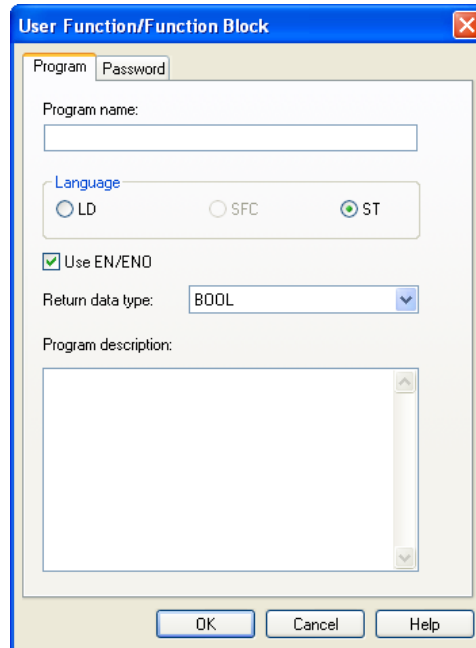 User Function/Function Block
Program Password
Program name:
Language
LD SFC ST
Use EN/ENO
Return data type: BOOL
Program description:
OK Cancel Help